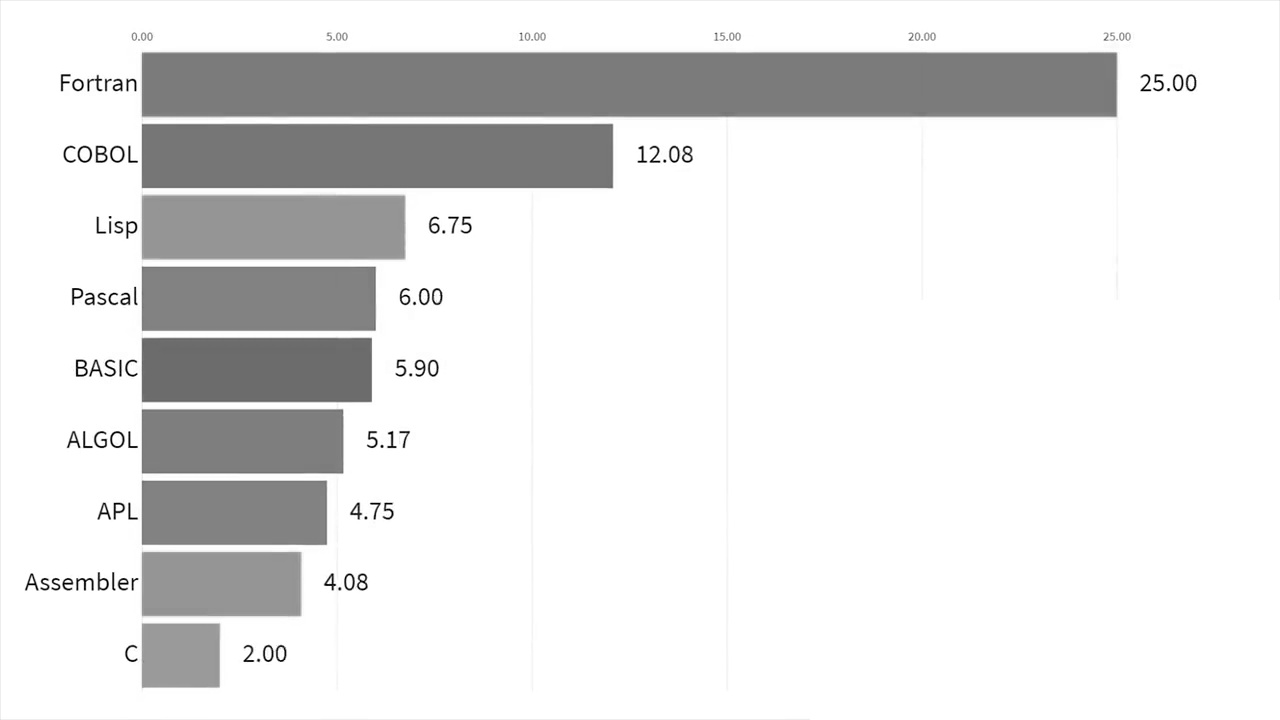 0.00 5.00 10.00 15.00 20.00 25.00
Fortran 25.00
COBOL 12.08
Lisp 6.75
Pascal 6.00
BASIC 5.90
ALGOL 5.17
APL 4.75
Assembler 4.08
C 2.00